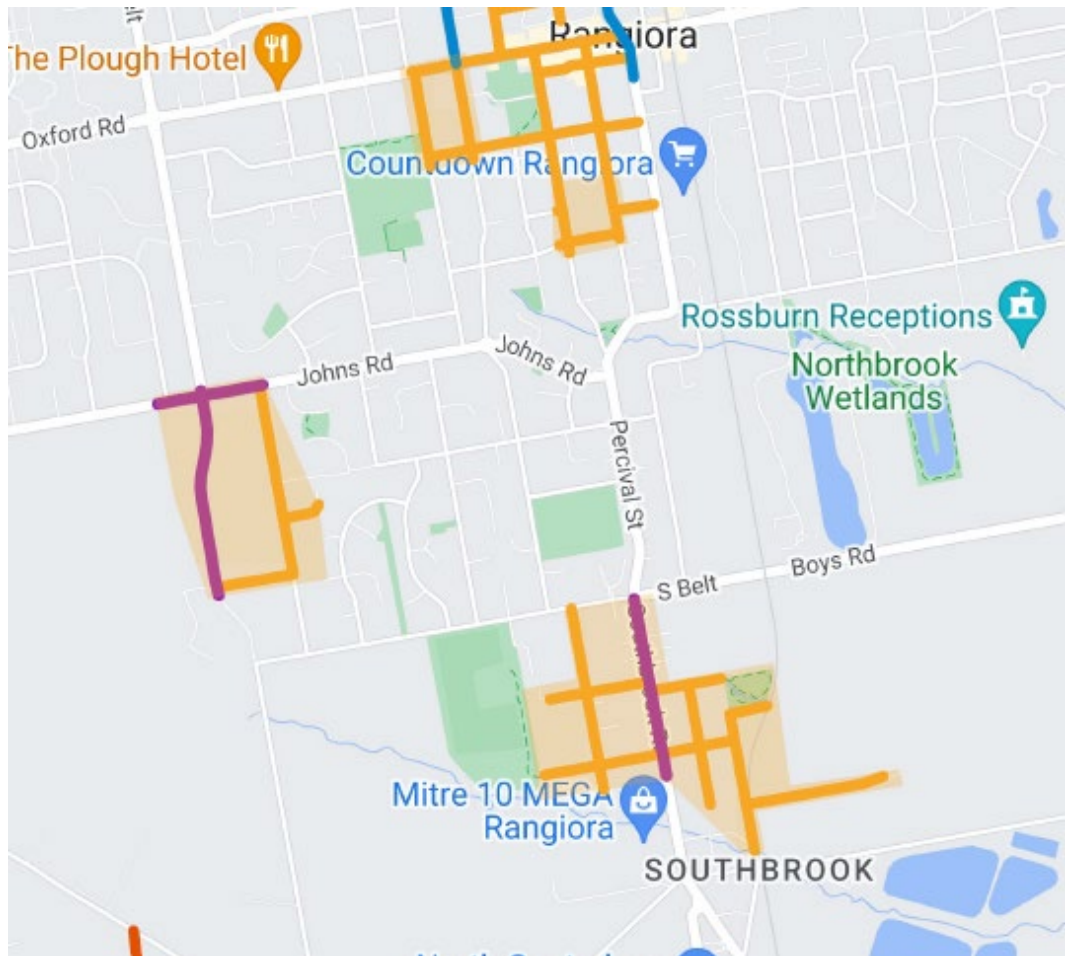 Rangiora
The Plough Hotel
Oxford Rd
Countdown Rangiora
Rossburn Receptions
Northbrook
Wetlands
Johns Rd
Johns Rd
Percival St
Boys Rd
S Belt
Mitre 10 MEGA
Rangiora
SOUTHBROOK